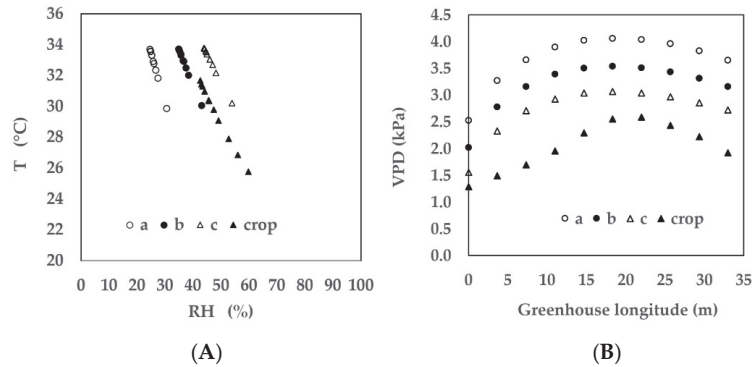 36
34
32
30
28
26
24
22
20
T (°C)
○ a ● b △ c ▲ crop
0 10 20 30 40 50 60 70 80 90 100
RH (%)
(A)
4.5
4.0
3.5
3.0
2.5
2.0
1.5
1.0
0.5
0.0
VPD (kPa)
○ a ● b △ c ▲ crop
0 5 10 15 20 25 30 35
Greenhouse longitude (m)
(B)